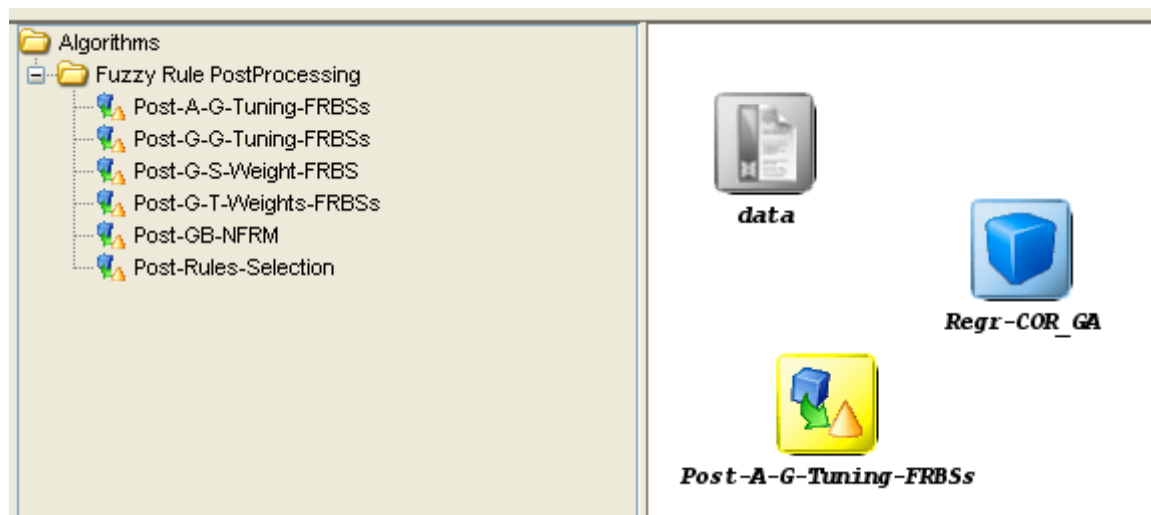 Algorithms
Fuzzy Rule PostProcessing
Post-A-G-Tuning-FRBSs
Post-G-G-Tuning-FRBSs
Post-G-S-Weight-FRBS
Post-G-T-Weights-FRBSs
Post-GB-NFRM
Post-Rules-Selection
data
Regr-COR_GA
Post-A-G-Tuning-FRBSs